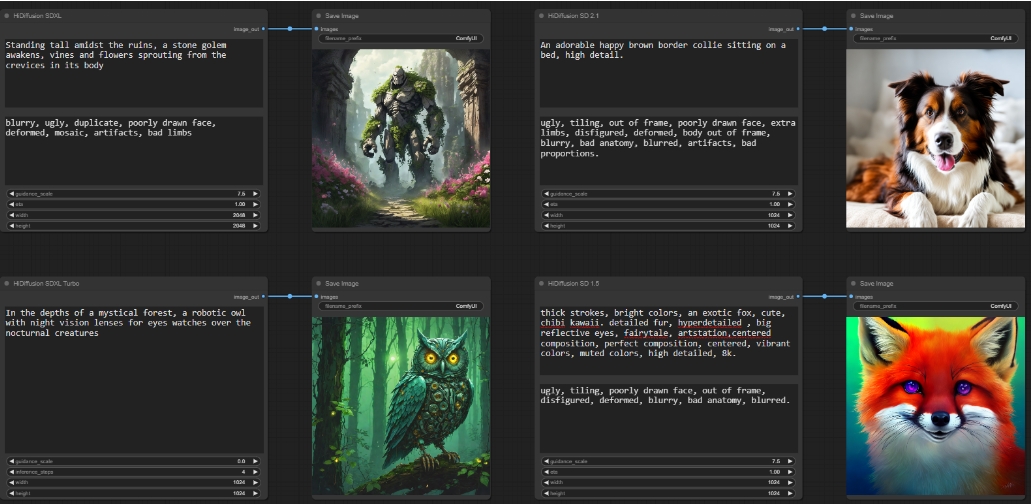 HiDiffusion SDXL
image_out
Standing tall amidst the ruins, a stone golem
awakens, vines and flowers sprouting from the
crevices in its body
blurry, ugly, duplicate, poorly drawn face,
deformed, mosaic, artifacts, bad limbs
guidance_scale 7.5
eta 1.00
width 2048
height 2048
Save Image
images
filename_prefix ComfyUI
HiDiffusion SD 2.1
image_out
An adorable happy brown border collie sitting on a
bed, high detail.
ugly, tiling, out of frame, poorly drawn face, extra
limbs, disfigured, deformed, body out of frame,
blurry, bad anatomy, blurred, artifacts, bad
proportions.
guidance_scale 7.5
eta 1.00
width 1024
height 1024
Save Image
images
filename_prefix ComfyUI
HiDiffusion SDXL Turbo
image_out
In the depths of a mystical forest, a robotic owl
with night vision lenses for eyes watches over the
nocturnal creatures
guidance_scale 0.0
inference_steps 4
width 1024
height 1024
Save Image
images
filename_prefix ComfyUI
HiDiffusion SD 1.5
image_out
thick strokes, bright colors, an exotic fox, cute,
chibi kawaii. detailed fur, hyperdetailed , big
reflective eyes, fairytale, artstation,centered
composition, perfect composition, centered, vibrant
colors, muted colors, high detailed, 8k.
ugly, tiling, poorly drawn face, out of frame,
disfigured, deformed, blurry, bad anatomy, blurred.
guidance_scale 7.5
eta 1.00
width 1024
height 1024
Save Image
images
filename_prefix ComfyUI